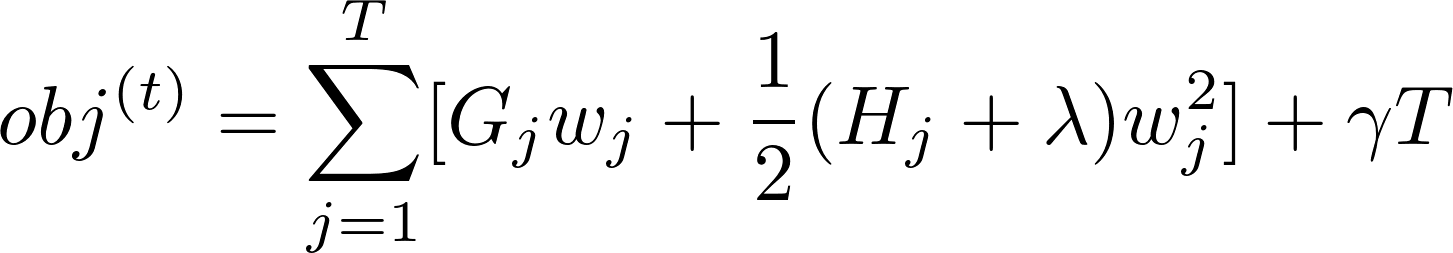 obj^{(t)} = \sum_{j=1}^{T} [G_j w_j + \frac{1}{2} (H_j + \lambda) w_j^2] + \gamma T